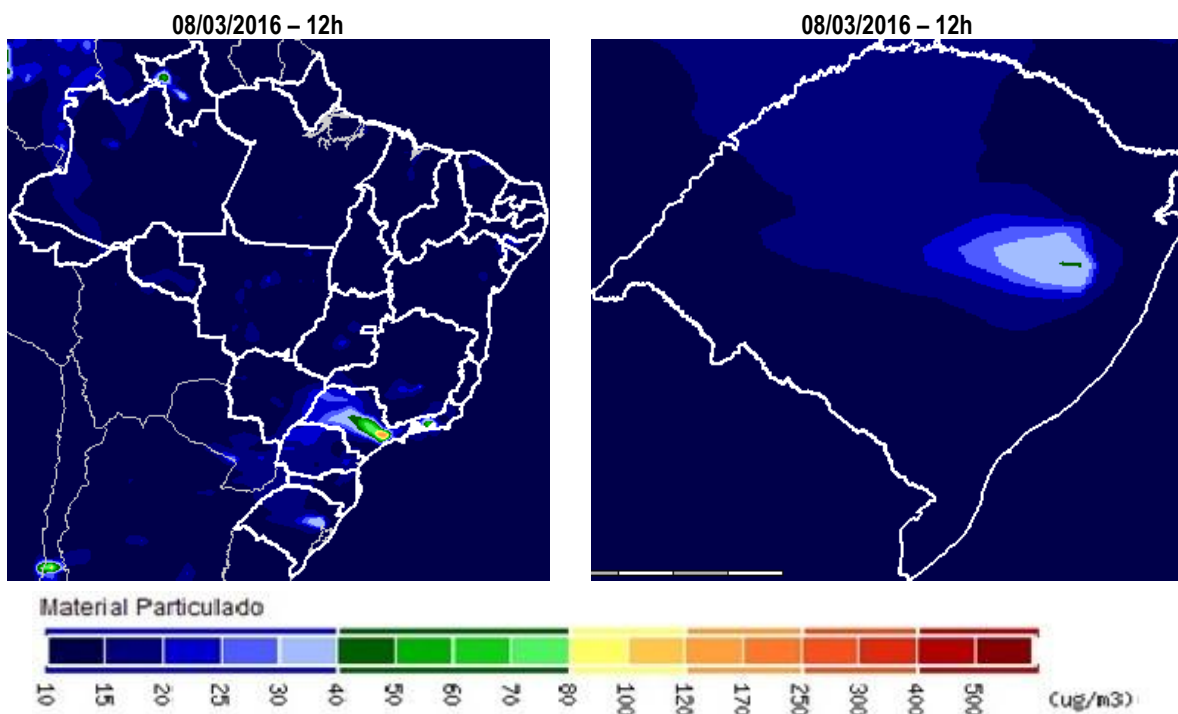 08/03/2016 – 12h
08/03/2016 – 12h
Material Particulado
10 15 20 25 30 40 50 60 70 80 100 120 170 250 300 400 500 (ug/m3)